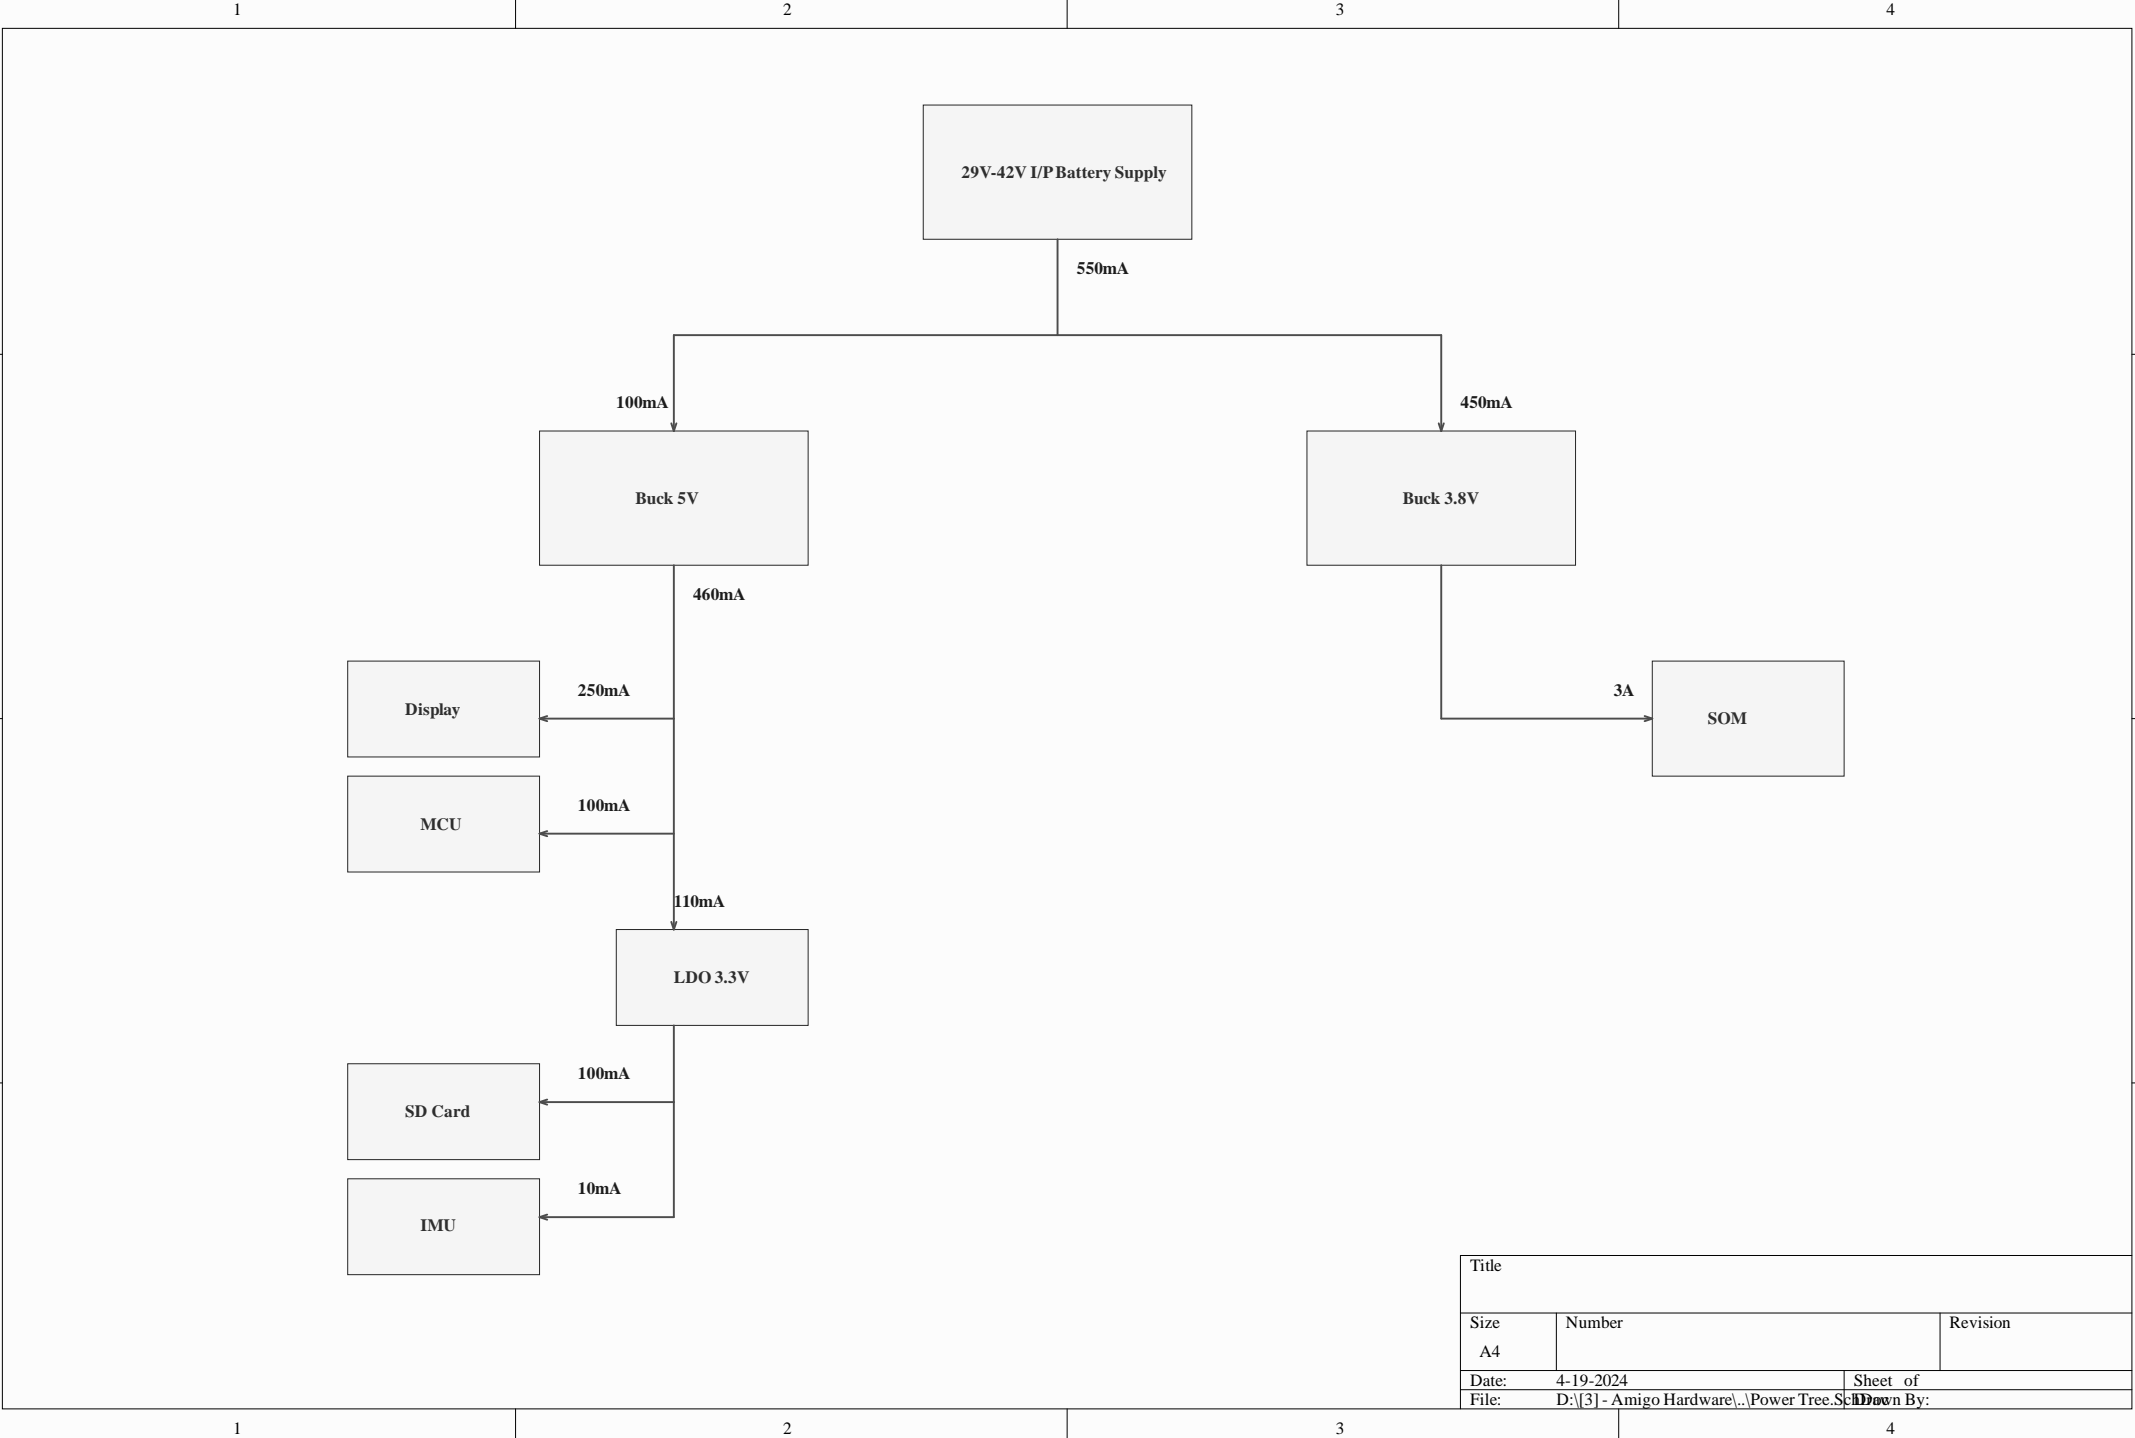 1 2 3 4
29V-42V I/P Battery Supply
550mA
100mA 450mA
Buck 5V Buck 3.8V
460mA
250mA 3A
Display SOM
100mA
MCU
110mA
LDO 3.3V
100mA
SD Card
10mA
IMU
Title
Size Number Revision
A4
Date: 4-19-2024 Sheet of
File: D:\[3] - Amigo Hardware\..\Power Tree.SchDoc Drawn By:
1 2 3 4